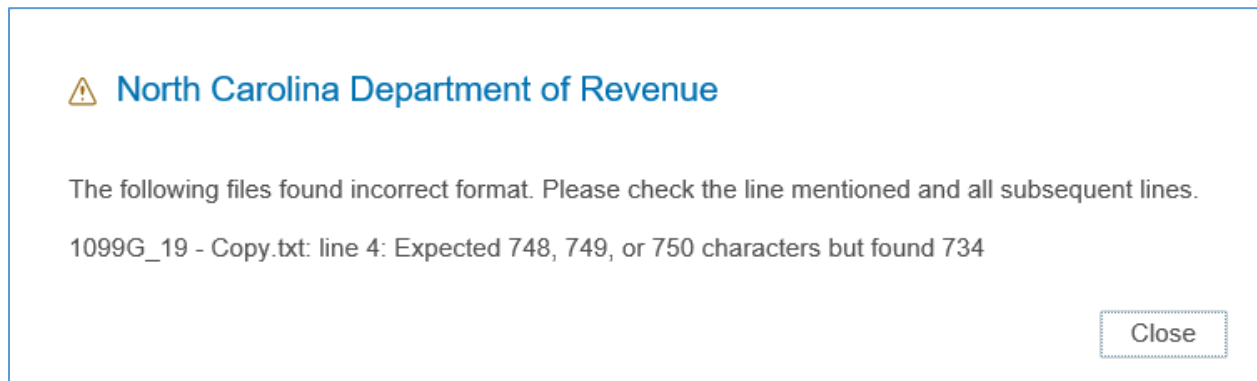 North Carolina Department of Revenue
The following files found incorrect format. Please check the line mentioned and all subsequent lines.
1099G_19 - Copy.txt: line 4: Expected 748, 749, or 750 characters but found 734
Close